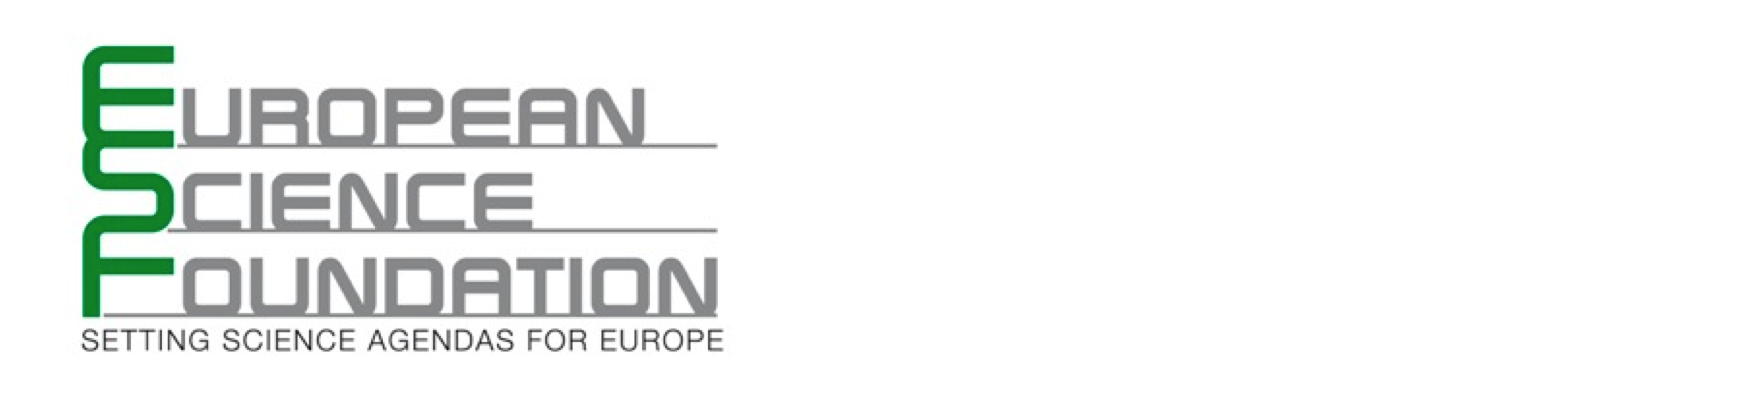 EUROPEAN
SCIENCE
FOUNDATION
SETTING SCIENCE AGENDAS FOR EUROPE